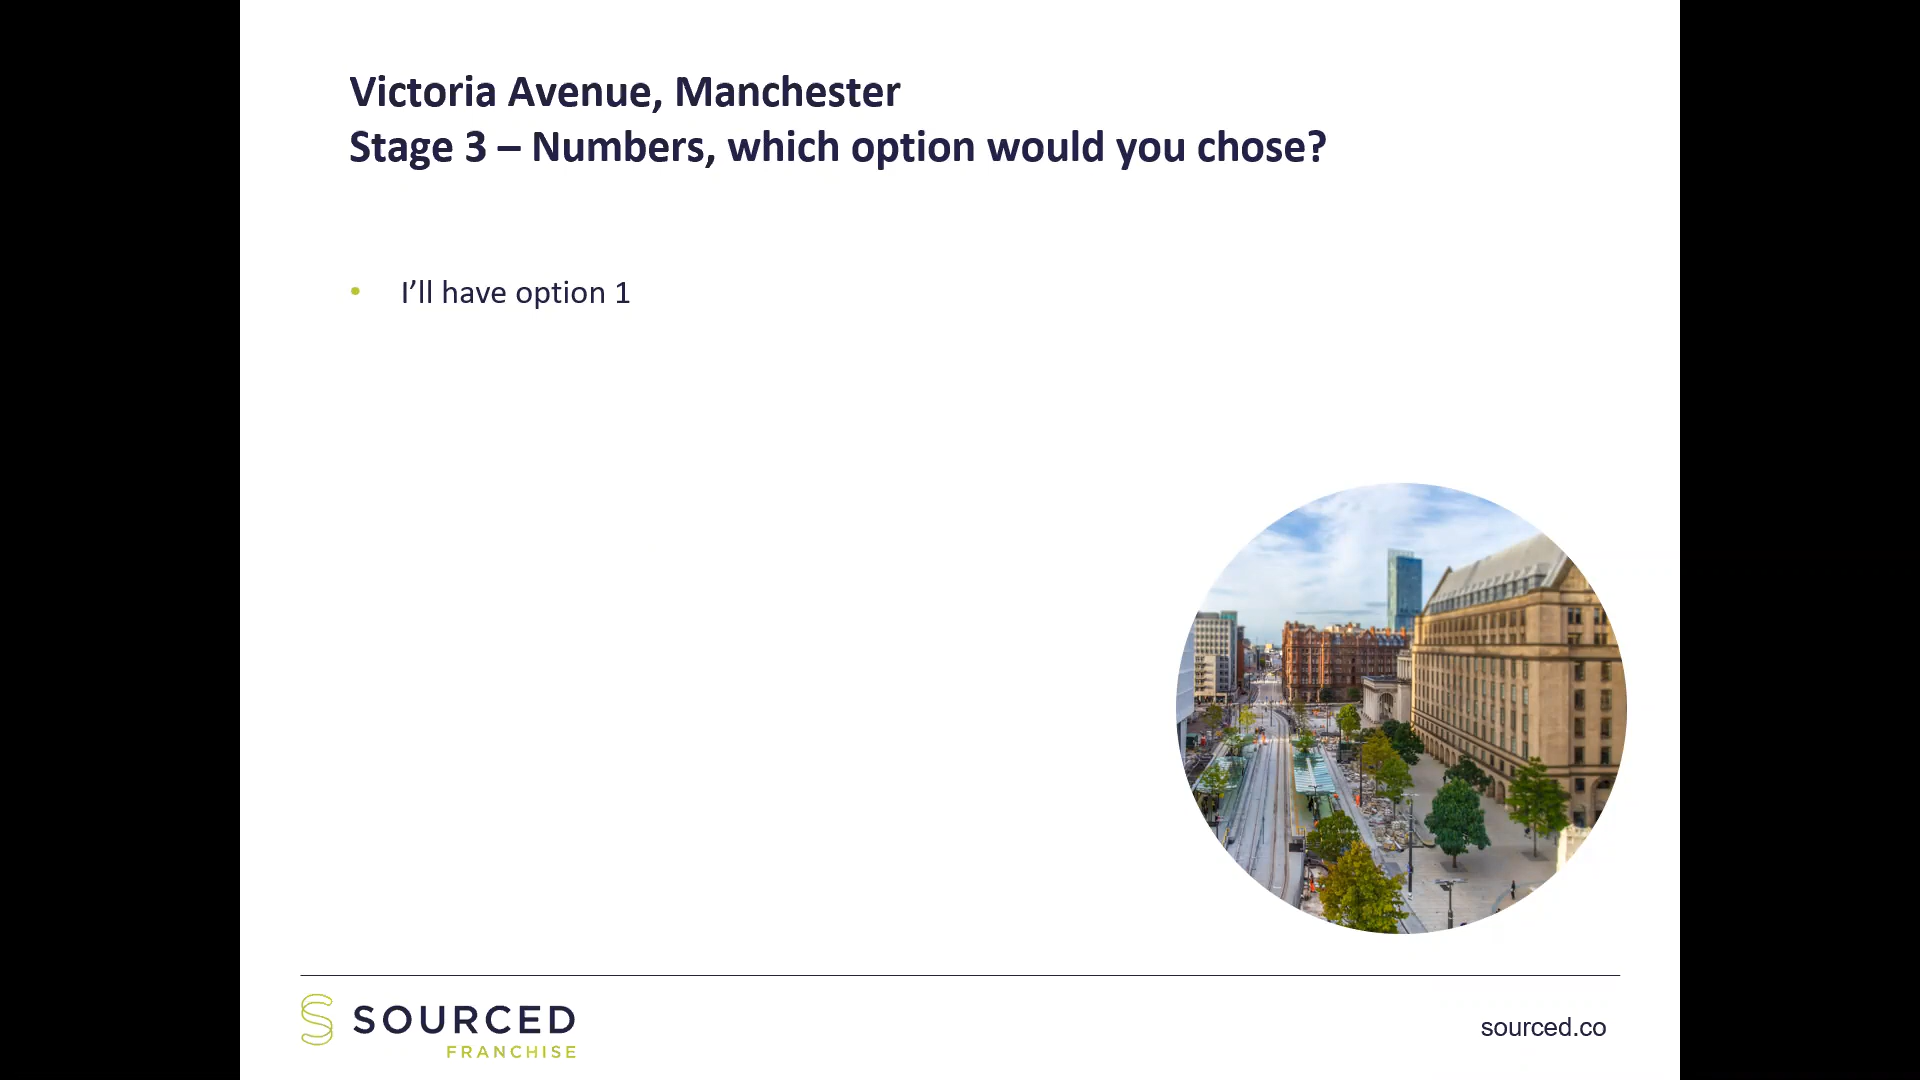 Victoria Avenue, Manchester
Stage 3 – Numbers, which option would you chose?
• I’ll have option 1
SOURCED
FRANCHISE
sourced.co